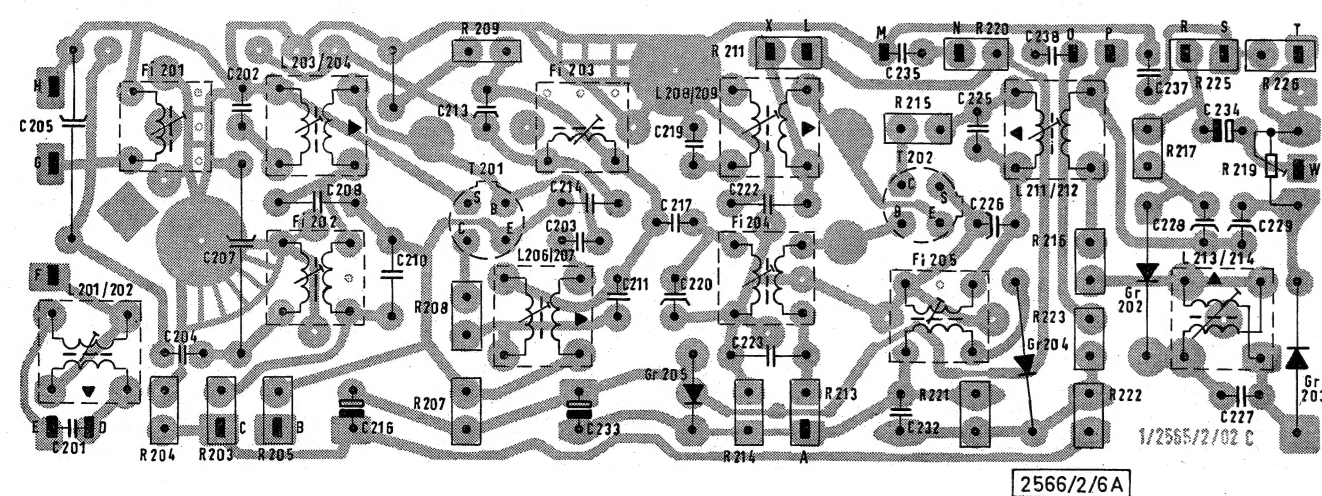 R 209
X L
M N R 220 C 238 O P R S T
H Fi 201 C 202 L 203/204 Fi 203 R 211 C 235 C 237 R 225 R 226
C 205 C 213 L 208/209 C 219 R 215 C 225 C 234
G T 201 T 202 R 217 R 219 W
C 208 S B C 214 C 222 C S L 211/212
Fi 202 C E C 203 C 217 Fi 204 B E C 226 R 216 C 228 C 229
C 207 C 210 L 206/207
F L 201/202 C 211 C 220 Fi 205 L 213/214
R 208 Gr 202
C 204 C 223 R 223 Gr 204
Gr 205 Gr
R 207 R 213 R 221 R 222 C 227
E C 201 D C B C 216 C 233 C 232 1/2565/2/02 C
R 204 R 203 R 205 R 214 A
2566/2/6A